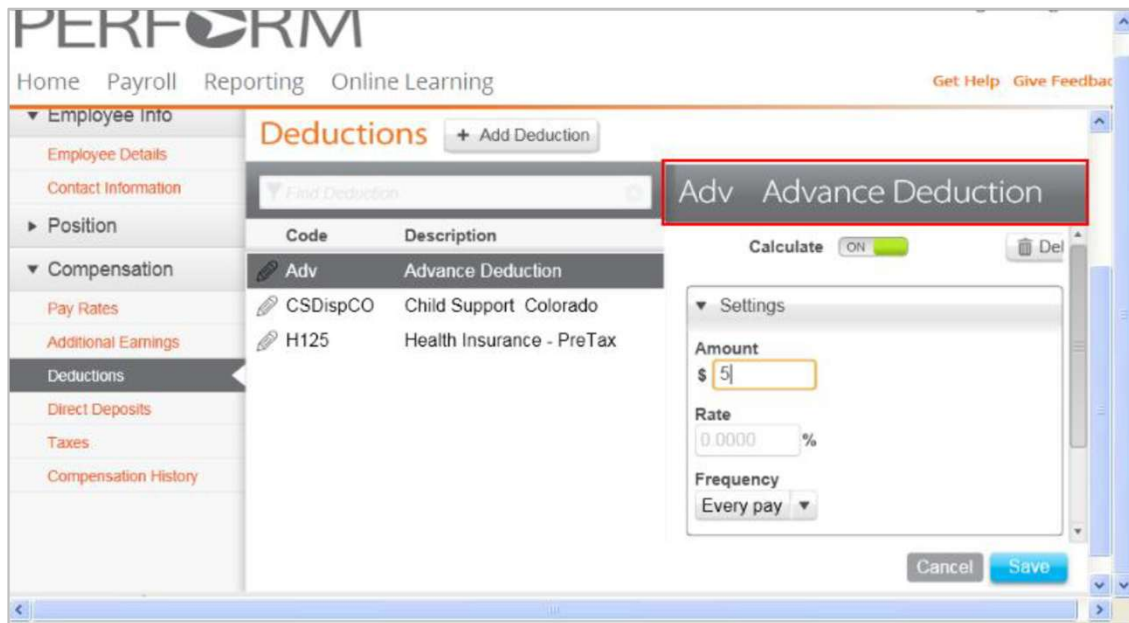 PERFORM
Home Payroll Reporting Online Learning
Get Help Give Feedbac
Employee Info
Employee Details
Contact Information
Position
Compensation
Pay Rates
Additional Earnings
Deductions
Direct Deposits
Taxes
Compensation History
Deductions + Add Deduction
Find Deduction
Code Description
Adv Advance Deduction
CSDispCO Child Support Colorado
H125 Health Insurance - PreTax
Adv Advance Deduction
Calculate ON Del
Settings
Amount
$ 5
Rate
0.0000 %
Frequency
Every pay
Cancel Save